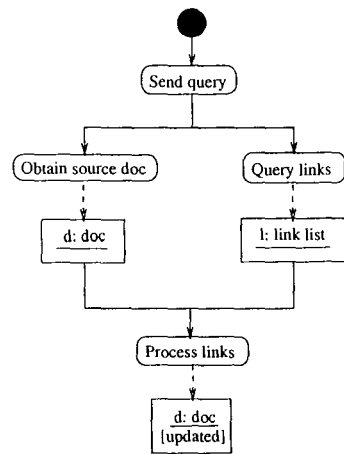 Send query
Obtain source doc
Query links
d: doc
l: link list
Process links
d: doc
[updated]